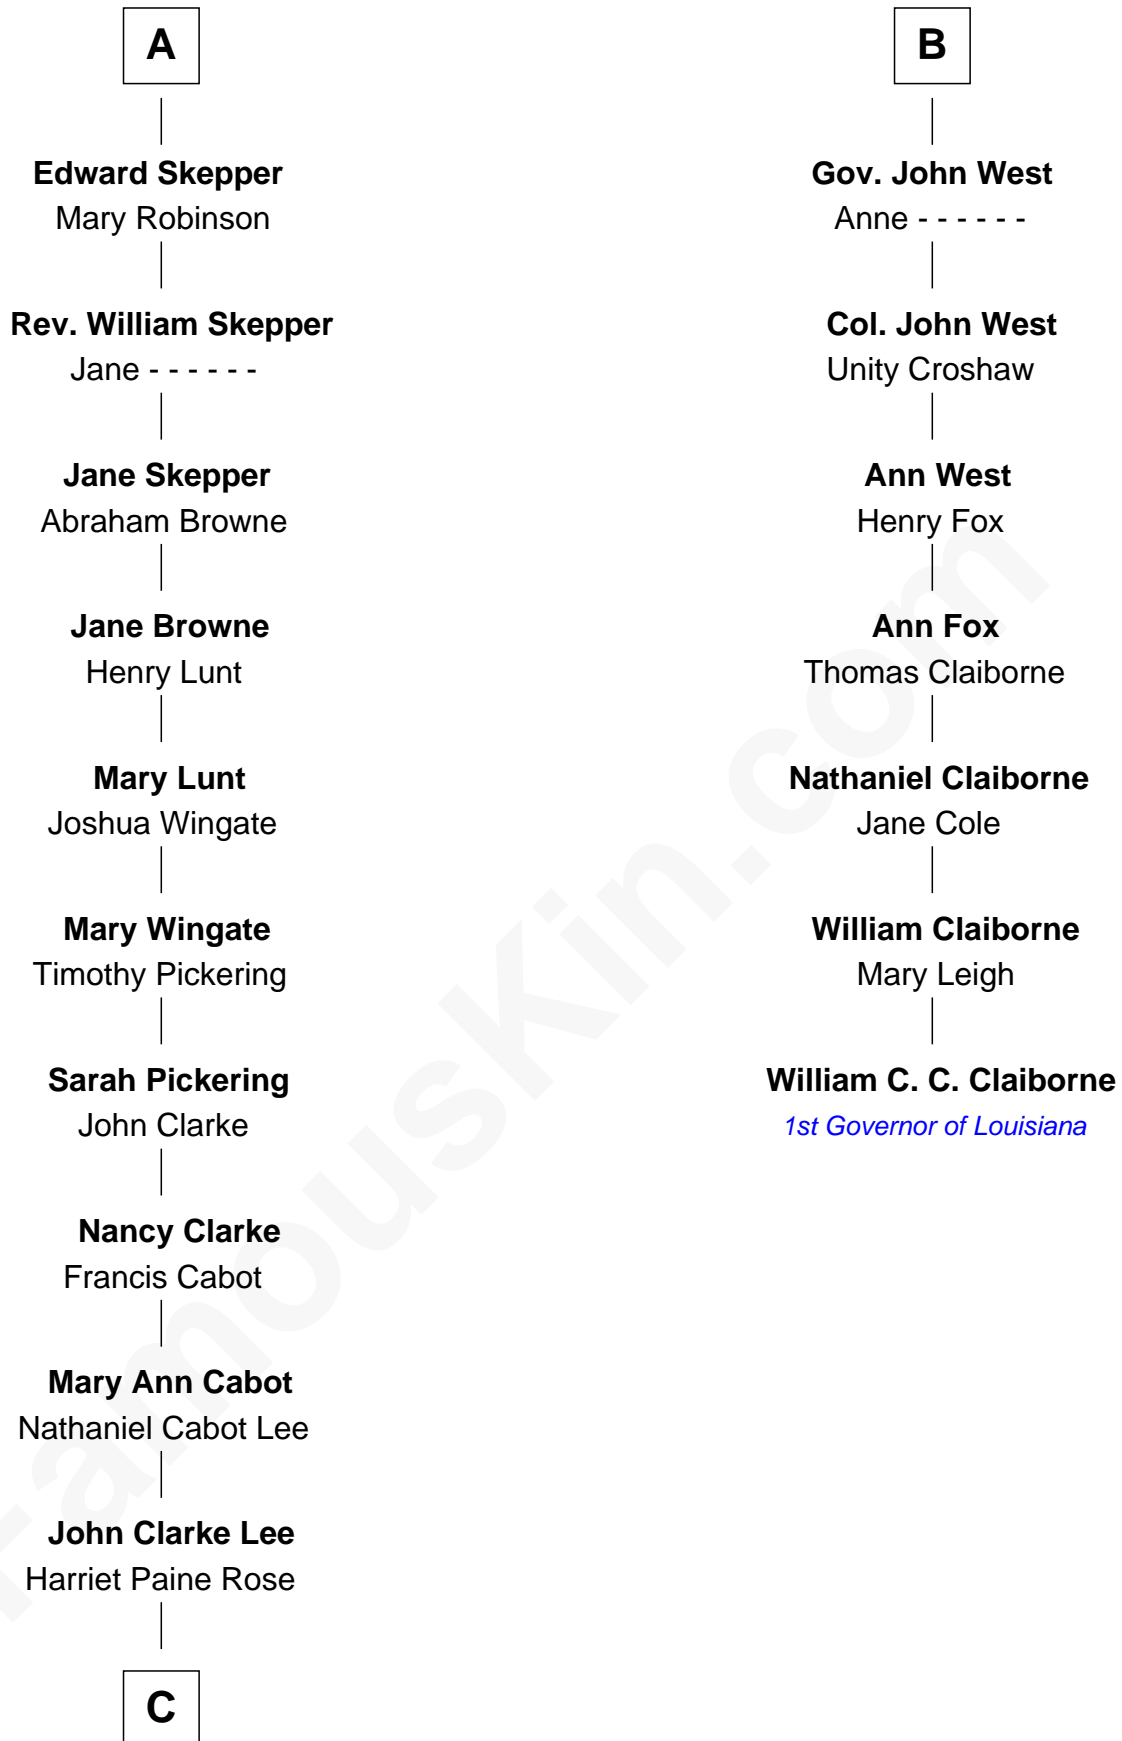 A
Edward Skepper
Mary Robinson
Rev. William Skepper
Jane - - - - - -
Jane Skepper
Abraham Browne
Jane Browne
Henry Lunt
Mary Lunt
Joshua Wingate
Mary Wingate
Timothy Pickering
Sarah Pickering
John Clarke
Nancy Clarke
Francis Cabot
Mary Ann Cabot
Nathaniel Cabot Lee
John Clarke Lee
Harriet Paine Rose
C
B
Gov. John West
Anne - - - - - -
Col. John West
Unity Croshaw
Ann West
Henry Fox
Ann Fox
Thomas Claiborne
Nathaniel Claiborne
Jane Cole
William Claiborne
Mary Leigh
William C. C. Claiborne
1st Governor of Louisiana
FamousKin.com